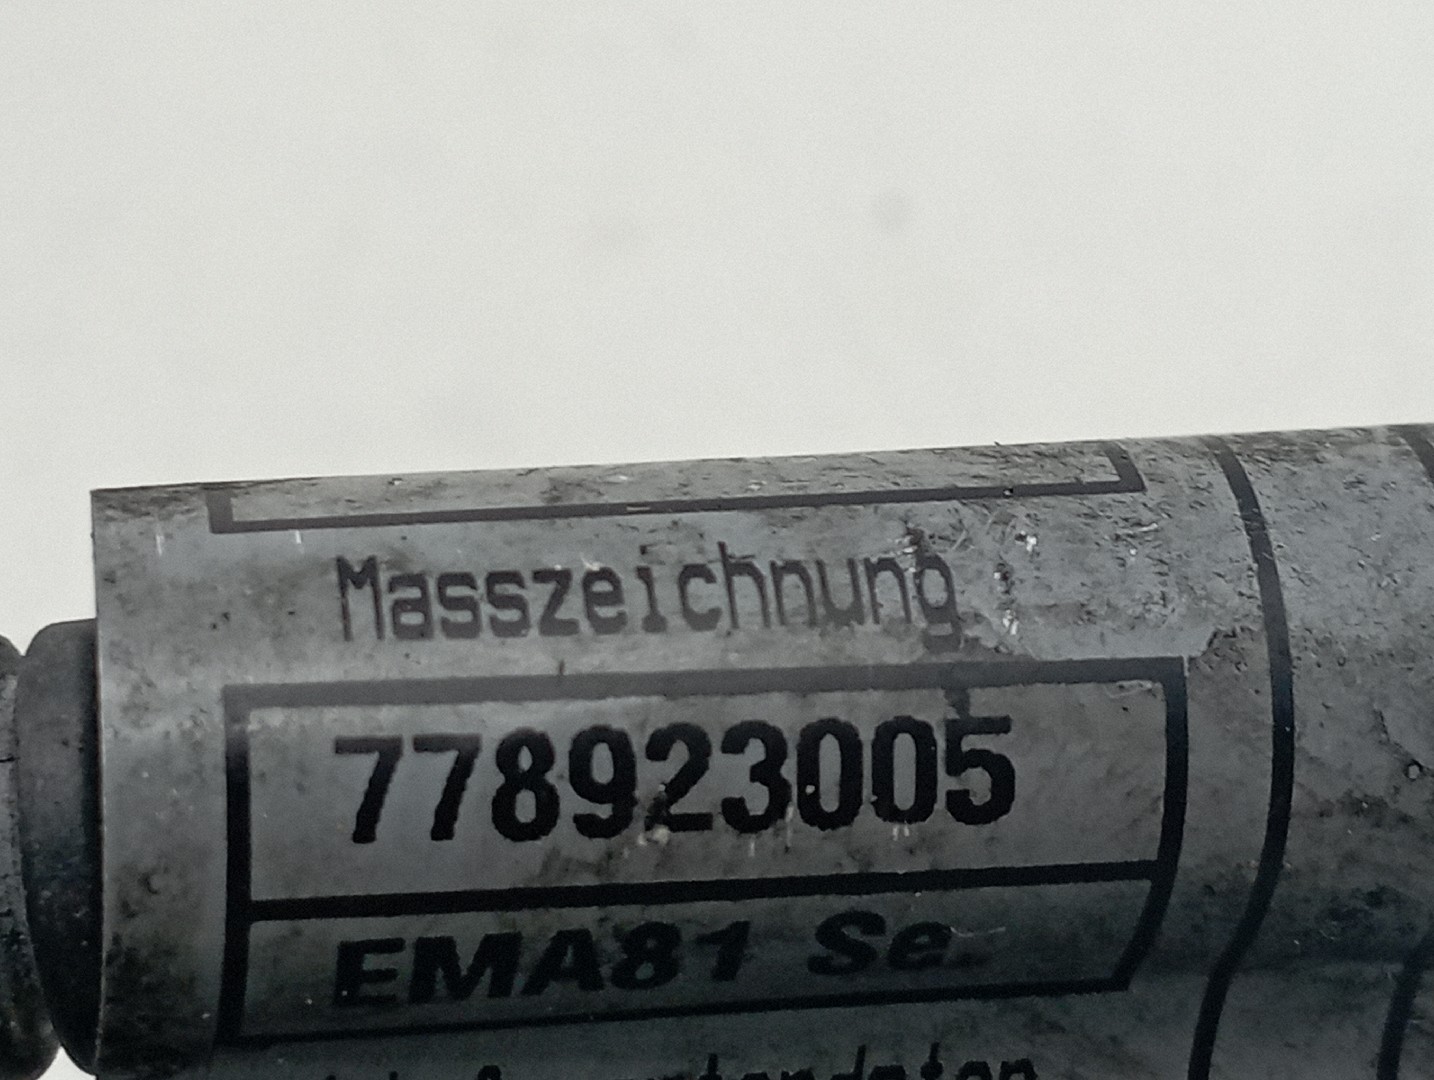 Masszeichnung
778923005
EMA81 Se.